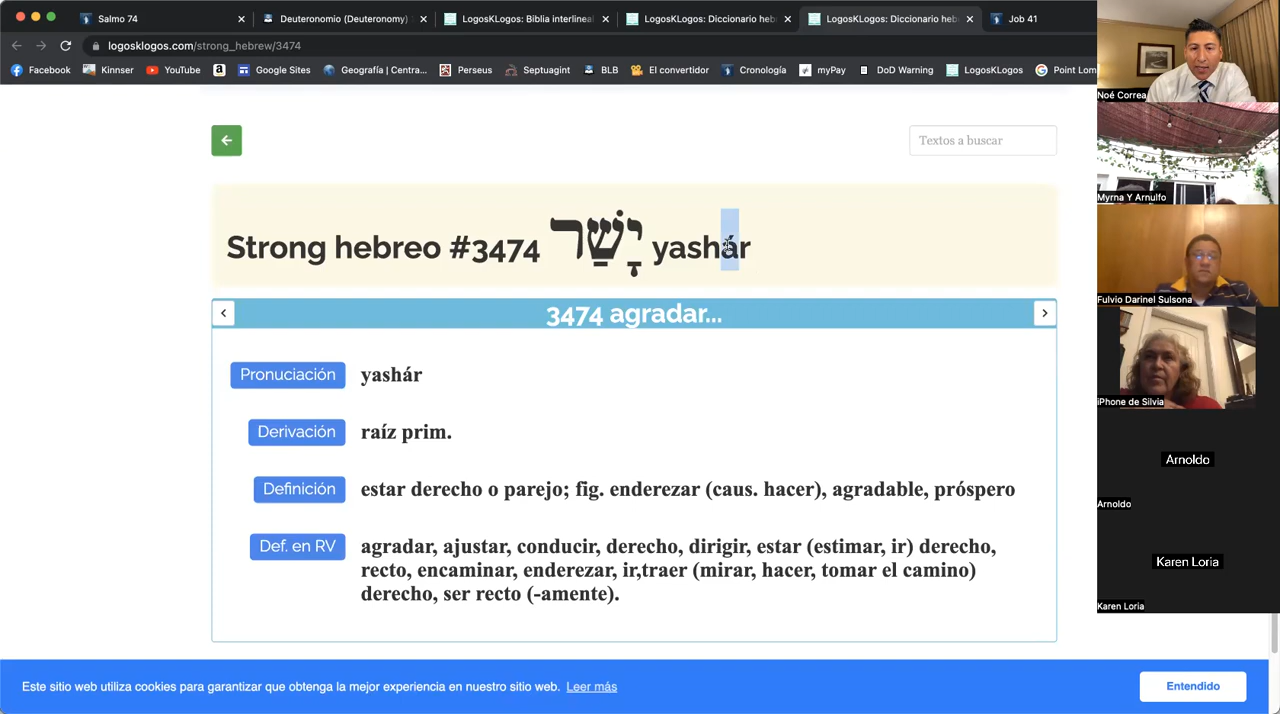 Salmo 74
Deuteronomio (Deuteronomy)
LogosKLogos: Biblia interlineal
LogosKLogos: Diccionario heb
LogosKLogos: Diccionario heb
Job 41
logosklogos.com/strong_hebrew/3474
Facebook
Kinnser
YouTube
Google Sites
Geografía | Centra...
Perseus
Septuagint
BLB
El convertidor
Cronología
myPay
DoD Warning
LogosKLogos
Point Lom
Textos a buscar
Strong hebreo #3474 יָשַׁר yashár
3474 agradar...
Pronuciación yashár
Derivación raíz prim.
Definición estar derecho o parejo; fig. enderezar (caus. hacer), agradable, próspero
Def. en RV agradar, ajustar, conducir, derecho, dirigir, estar (estimar, ir) derecho,
recto, encaminar, enderezar, ir,traer (mirar, hacer, tomar el camino)
derecho, ser recto (-amente).
Este sitio web utiliza cookies para garantizar que obtenga la mejor experiencia en nuestro sitio web. Leer más
Entendido
Noé Correa
Myrna Y Arnulfo
Fulvio Darinel Sulsona
iPhone de Silvia
Arnoldo
Arnoldo
Karen Loria
Karen Loria